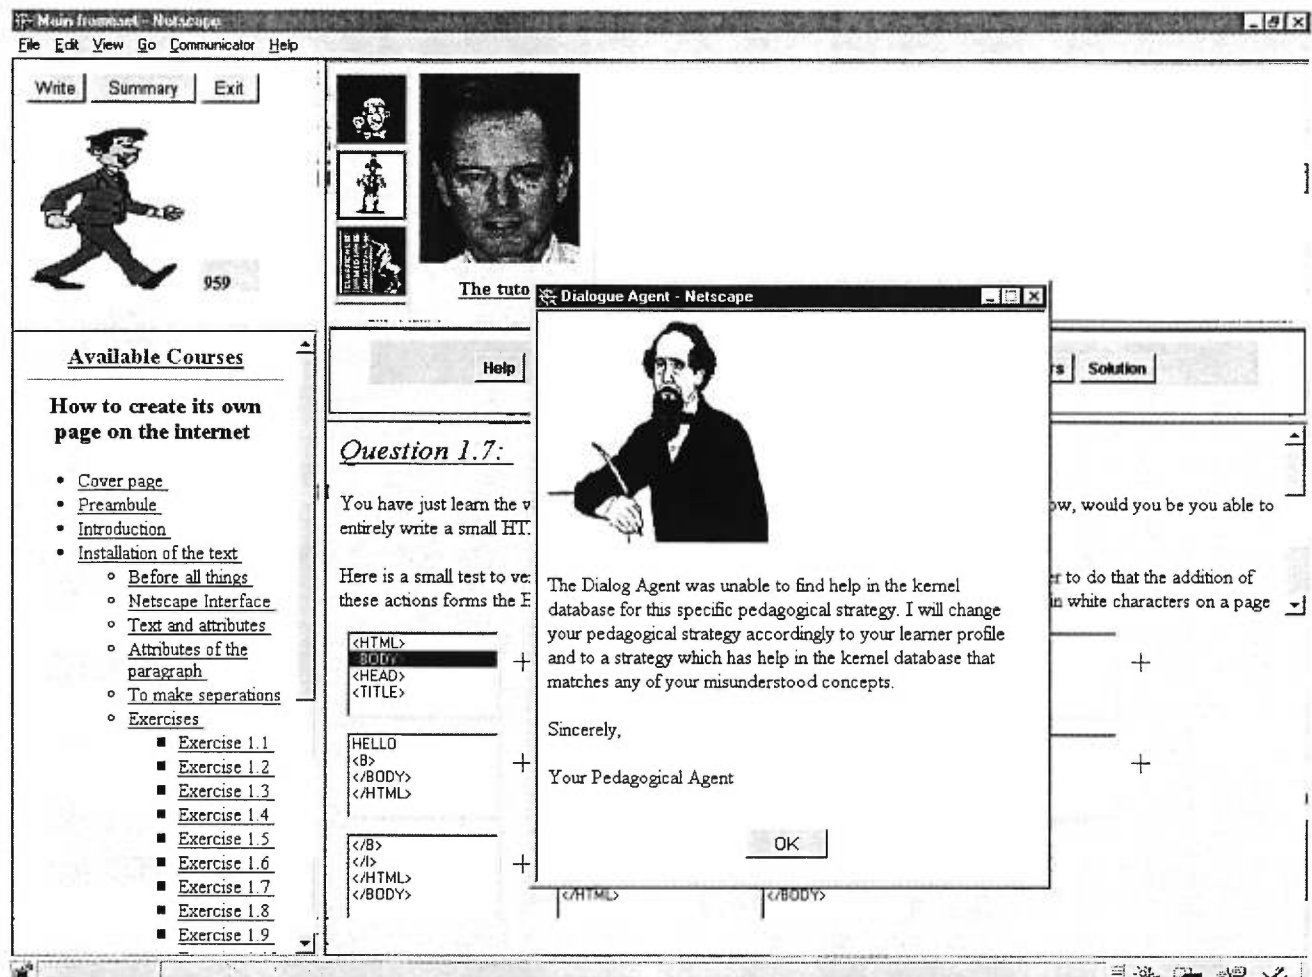 Main frameset - Netscape
File Edit View Go Communicator Help
Write Summary Exit
959
The tuto
Available Courses
How to create its own
page on the internet
Cover page
Preambule
Introduction
Installation of the text
Before all things
Netscape Interface
Text and attributes
Attributes of the
paragraph
To make seperations
Exercises
Exercise 1.1
Exercise 1.2
Exercise 1.3
Exercise 1.4
Exercise 1.5
Exercise 1.6
Exercise 1.7
Exercise 1.8
Exercise 1.9
Help
rs Solution
Question 1.7:
You have just learn the v
ow, would you be you able to
entirely write a small HT
Here is a small test to ve
er to do that the addition of
these actions forms the E
in white characters on a page
<HTML>
<BODY>
<HEAD>
<TITLE>
+
+
HELLO
<B>
</BODY>
</HTML>
+
+
</B>
</I>
</HTML>
</BODY>
+
</HTML>
</BODY>
Dialogue Agent - Netscape
The Dialog Agent was unable to find help in the kernel
database for this specific pedagogical strategy. I will change
your pedagogical strategy accordingly to your learner profile
and to a strategy which has help in the kernel database that
matches any of your misunderstood concepts.
Sincerely,
Your Pedagogical Agent
OK